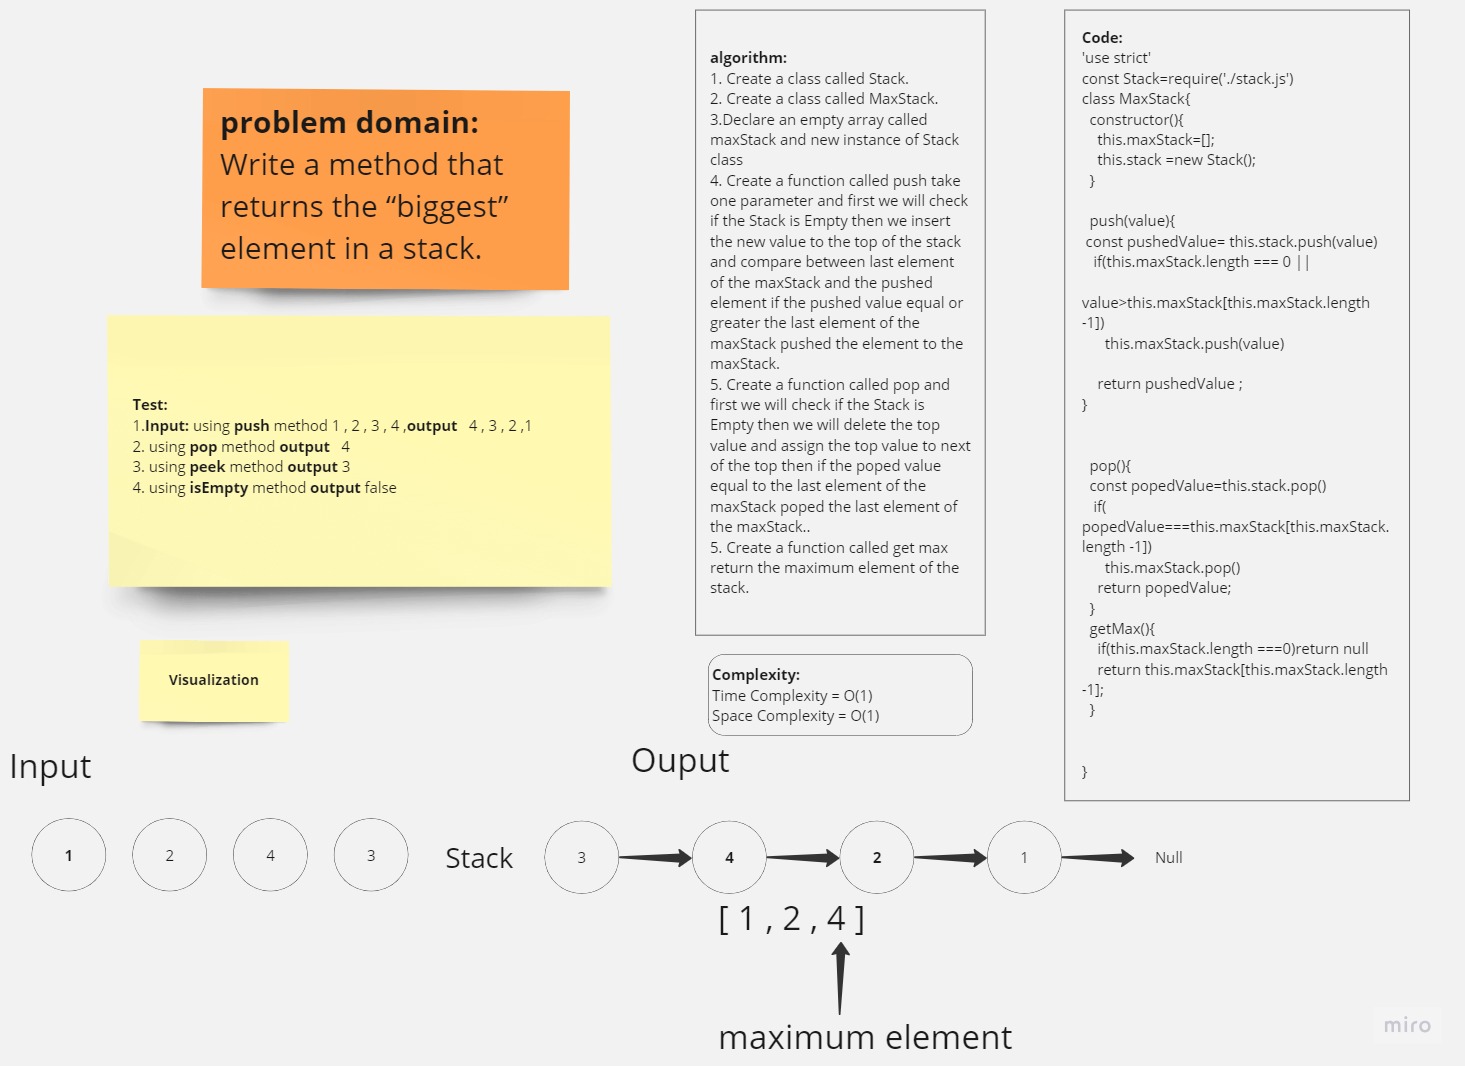 problem domain:
Write a method that
returns the “biggest”
element in a stack.
Test:
1.Input: using push method 1 , 2 , 3 , 4 ,output   4 , 3 , 2 ,1
2. using pop method output   4
3. using peek method output 3
4. using isEmpty method output false
Visualization
algorithm:
1. Create a class called Stack.
2. Create a class called MaxStack.
3.Declare an empty array called
maxStack and new instance of Stack
class
4. Create a function called push take
one parameter and first we will check
if the Stack is Empty then we insert
the new value to the top of the stack
and compare between last element
of the maxStack and the pushed
element if the pushed value equal or
greater the last element of the
maxStack pushed the element to the
maxStack.
5. Create a function called pop and
first we will check if the Stack is
Empty then we will delete the top
value and assign the top value to next
of the top then if the poped value
equal to the last element of the
maxStack poped the last element of
the maxStack..
5. Create a function called get max
return the maximum element of the
stack.
Complexity:
Time Complexity = O(1)
Space Complexity = O(1)
Code:
'use strict'
const Stack=require('./stack.js')
class MaxStack{
constructor(){
this.maxStack=[];
this.stack =new Stack();
}
push(value){
const pushedValue= this.stack.push(value)
if(this.maxStack.length === 0 ||
value>this.maxStack[this.maxStack.length
-1])
this.maxStack.push(value)
return pushedValue ;
}
pop(){
const popedValue=this.stack.pop()
if(
popedValue===this.maxStack[this.maxStack.
length -1])
this.maxStack.pop()
return popedValue;
}
getMax(){
if(this.maxStack.length ===0)return null
return this.maxStack[this.maxStack.length
-1];
}
}
Input
Ouput
1 2 4 3
Stack 3 4 2 1 Null
[ 1 , 2 , 4 ]
maximum element
miro